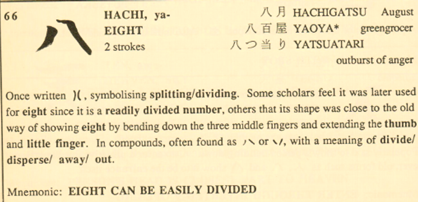 66
八
HACHI, ya-
EIGHT
2 strokes
八月 HACHIGATSU August
八百屋 YAOYA* greengrocer
八つ当り YATSUATARI
outburst of anger
Once written )(, symbolising splitting/dividing. Some scholars feel it was later used
for eight since it is a readily divided number, others that its shape was close to the old
way of showing eight by bending down the three middle fingers and extending the thumb
and little finger. In compounds, often found as ハ or ソ, with a meaning of divide/
disperse/ away/ out.
Mnemonic: EIGHT CAN BE EASILY DIVIDED